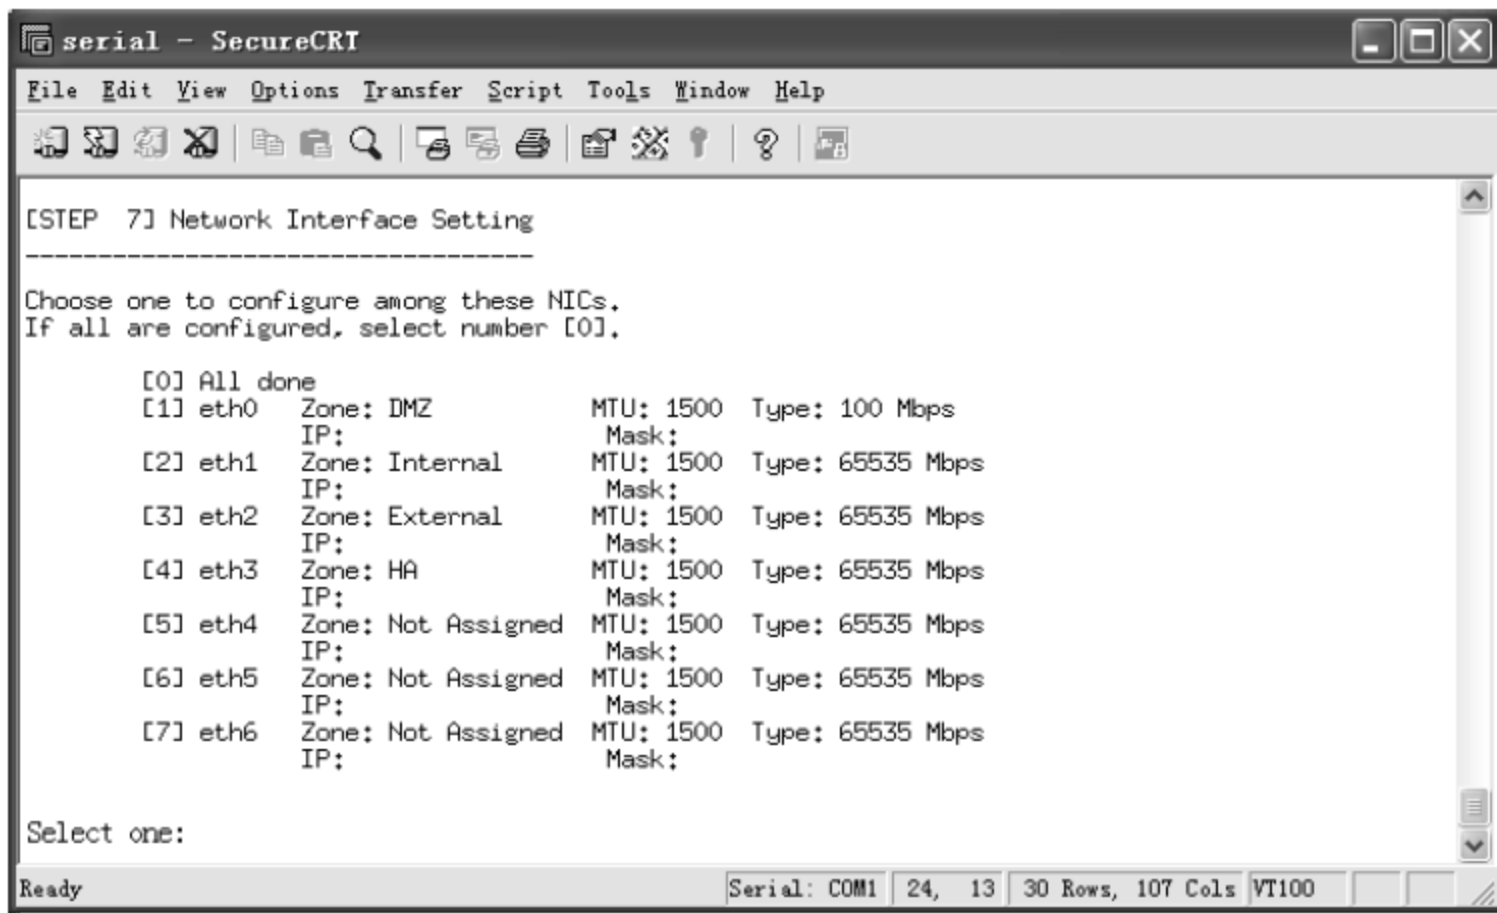 serial - SecureCRT
File Edit View Options Transfer Script Tools Window Help
[STEP  7] Network Interface Setting
-----------------------------------
Choose one to configure among these NICs.
If all are configured, select number [0].
[0] All done
[1] eth0   Zone: DMZ           MTU: 1500  Type: 100 Mbps
IP:                  Mask:
[2] eth1   Zone: Internal      MTU: 1500  Type: 65535 Mbps
IP:                  Mask:
[3] eth2   Zone: External      MTU: 1500  Type: 65535 Mbps
IP:                  Mask:
[4] eth3   Zone: HA            MTU: 1500  Type: 65535 Mbps
IP:                  Mask:
[5] eth4   Zone: Not Assigned  MTU: 1500  Type: 65535 Mbps
IP:                  Mask:
[6] eth5   Zone: Not Assigned  MTU: 1500  Type: 65535 Mbps
IP:                  Mask:
[7] eth6   Zone: Not Assigned  MTU: 1500  Type: 65535 Mbps
IP:                  Mask:
Select one:
Ready Serial: COM1 24, 13 30 Rows, 107 Cols VT100